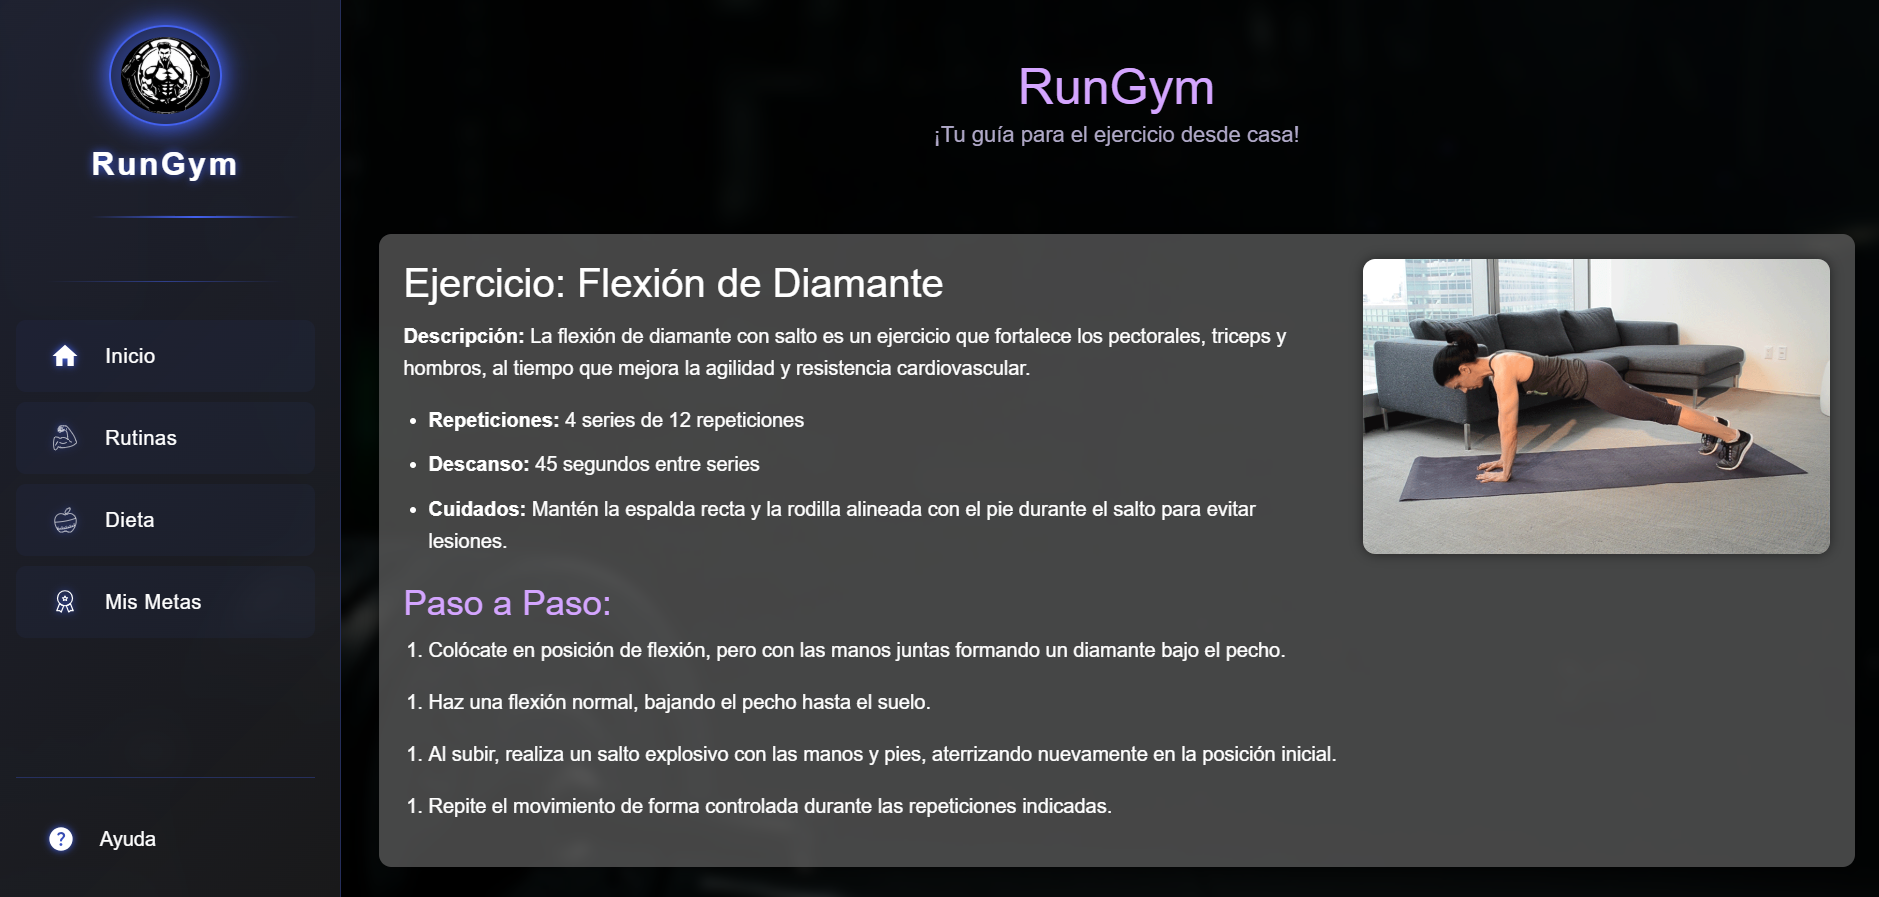 RunGym
Inicio
Rutinas
Dieta
Mis Metas
Ayuda
RunGym
¡Tu guía para el ejercicio desde casa!
Ejercicio: Flexión de Diamante
Descripción: La flexión de diamante con salto es un ejercicio que fortalece los pectorales, triceps y
hombros, al tiempo que mejora la agilidad y resistencia cardiovascular.
• Repeticiones: 4 series de 12 repeticiones
• Descanso: 45 segundos entre series
• Cuidados: Mantén la espalda recta y la rodilla alineada con el pie durante el salto para evitar
lesiones.
Paso a Paso:
1. Colócate en posición de flexión, pero con las manos juntas formando un diamante bajo el pecho.
1. Haz una flexión normal, bajando el pecho hasta el suelo.
1. Al subir, realiza un salto explosivo con las manos y pies, aterrizando nuevamente en la posición inicial.
1. Repite el movimiento de forma controlada durante las repeticiones indicadas.